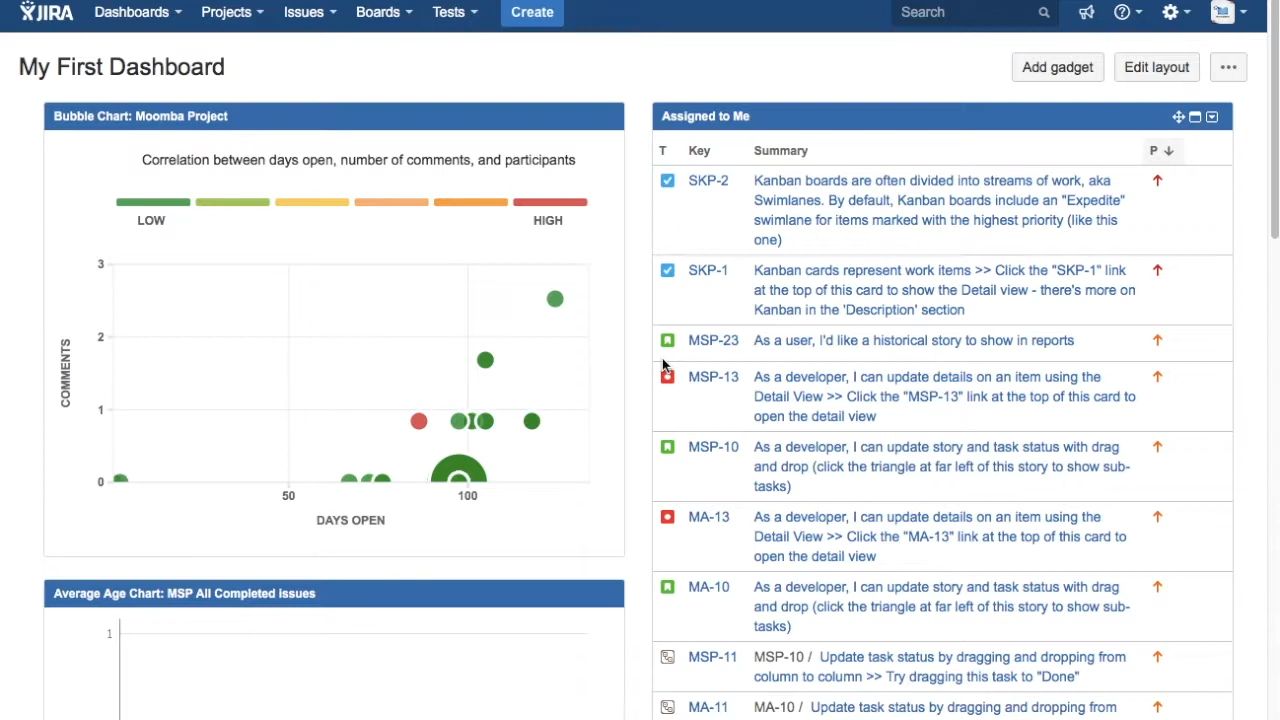 JIRA Dashboards Projects Issues Boards Tests Create Search
My First Dashboard
Add gadget Edit layout
Bubble Chart: Moomba Project
Correlation between days open, number of comments, and participants
LOW HIGH
3
2
1
0
COMMENTS
50 100
DAYS OPEN
Average Age Chart: MSP All Completed issues
1
Assigned to Me
T Key Summary P
SKP-2 Kanban boards are often divided into streams of work, aka
Swimlanes. By default, Kanban boards include an "Expedite"
swimlane for items marked with the highest priority (like this
one)
SKP-1 Kanban cards represent work items >> Click the "SKP-1" link
at the top of this card to show the Detail view - there's more on
Kanban in the 'Description' section
MSP-23 As a user, I'd like a historical story to show in reports
MSP-13 As a developer, I can update details on an item using the
Detail View >> Click the "MSP-13" link at the top of this card to
open the detail view
MSP-10 As a developer, I can update story and task status with drag
and drop (click the triangle at far left of this story to show sub-
tasks)
MA-13 As a developer, I can update details on an item using the
Detail View >> Click the "MA-13" link at the top of this card to
open the detail view
MA-10 As a developer, I can update story and task status with drag
and drop (click the triangle at far left of this story to show sub-
tasks)
MSP-11 MSP-10 / Update task status by dragging and dropping from
column to column >> Try dragging this task to "Done"
MA-11 MA-10 / Update task status by dragging and dropping from